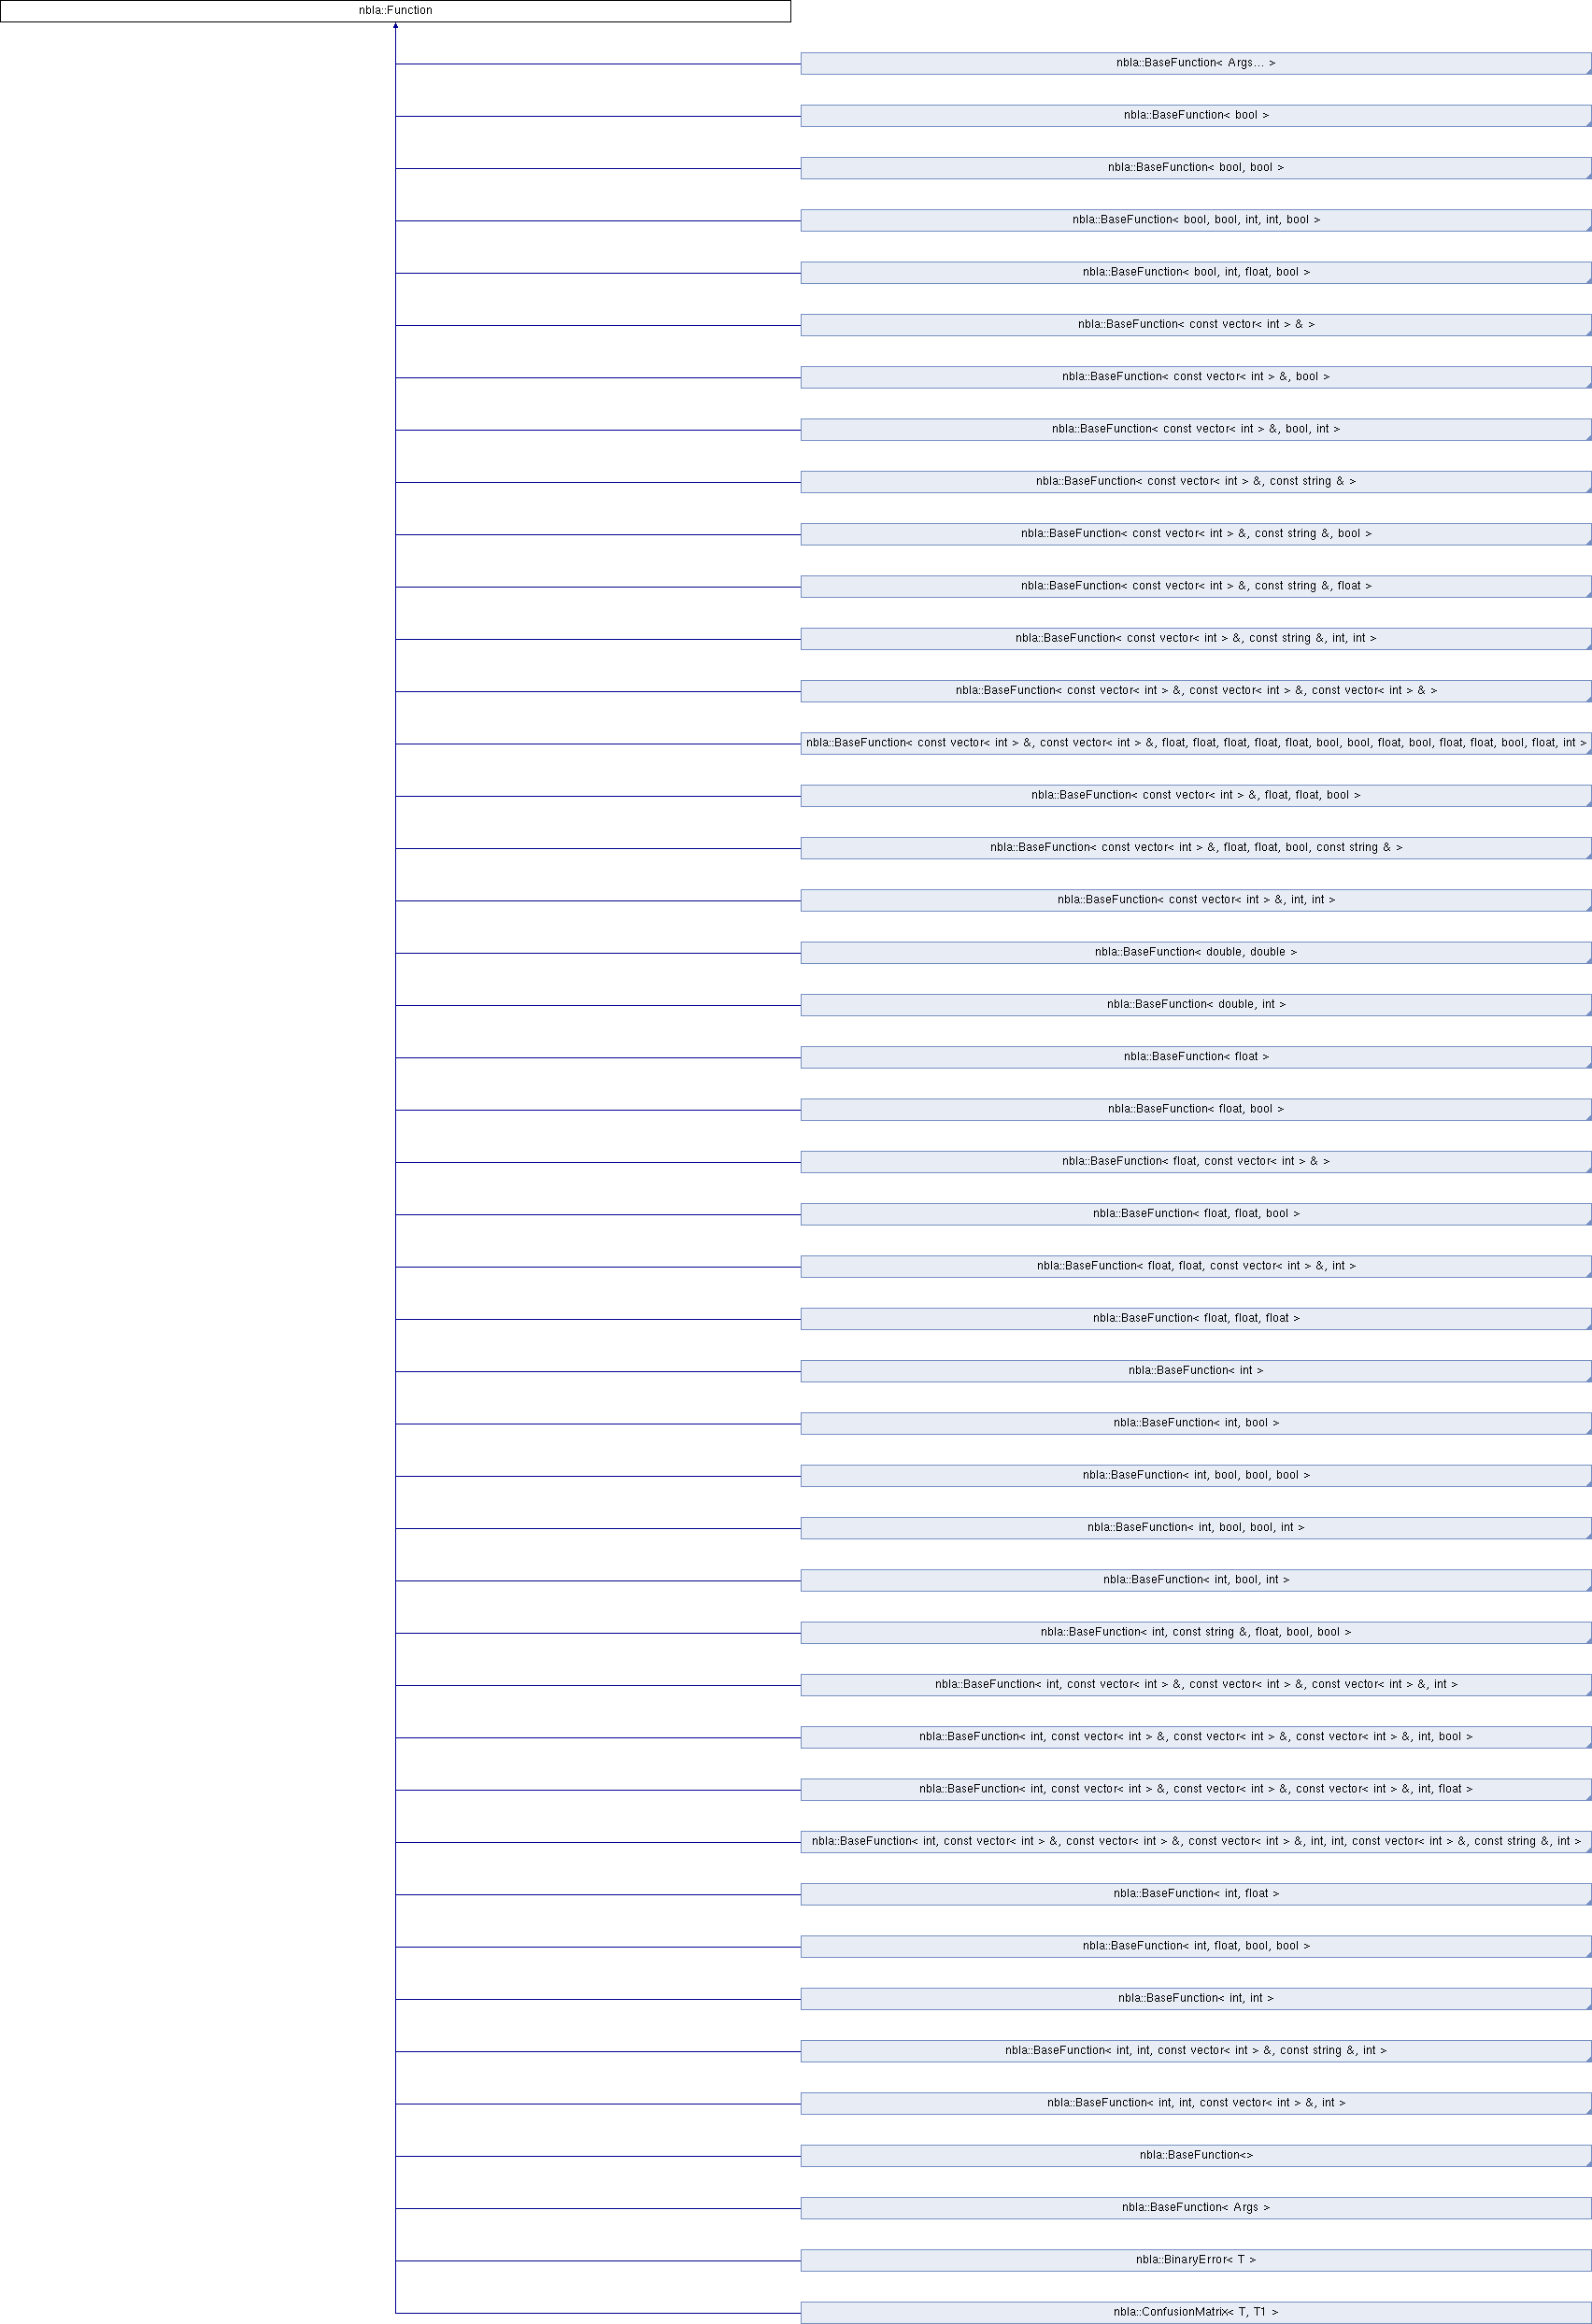 nbla::Function
nbla::BaseFunction< Args... >
nbla::BaseFunction< bool >
nbla::BaseFunction< bool, bool >
nbla::BaseFunction< bool, bool, int, int, bool >
nbla::BaseFunction< bool, int, float, bool >
nbla::BaseFunction< const vector< int > & >
nbla::BaseFunction< const vector< int > &, bool >
nbla::BaseFunction< const vector< int > &, bool, int >
nbla::BaseFunction< const vector< int > &, const string & >
nbla::BaseFunction< const vector< int > &, const string &, bool >
nbla::BaseFunction< const vector< int > &, const string &, float >
nbla::BaseFunction< const vector< int > &, const string &, int, int >
nbla::BaseFunction< const vector< int > &, const vector< int > &, const vector< int > & >
nbla::BaseFunction< const vector< int > &, const vector< int > &, float, float, float, float, float, bool, bool, float, bool, float, float, bool, float, int >
nbla::BaseFunction< const vector< int > &, float, float, bool >
nbla::BaseFunction< const vector< int > &, float, float, bool, const string & >
nbla::BaseFunction< const vector< int > &, int, int >
nbla::BaseFunction< double, double >
nbla::BaseFunction< double, int >
nbla::BaseFunction< float >
nbla::BaseFunction< float, bool >
nbla::BaseFunction< float, const vector< int > & >
nbla::BaseFunction< float, float, bool >
nbla::BaseFunction< float, float, const vector< int > &, int >
nbla::BaseFunction< float, float, float >
nbla::BaseFunction< int >
nbla::BaseFunction< int, bool >
nbla::BaseFunction< int, bool, bool, bool >
nbla::BaseFunction< int, bool, bool, int >
nbla::BaseFunction< int, bool, int >
nbla::BaseFunction< int, const string &, float, bool, bool >
nbla::BaseFunction< int, const vector< int > &, const vector< int > &, const vector< int > &, int >
nbla::BaseFunction< int, const vector< int > &, const vector< int > &, const vector< int > &, int, bool >
nbla::BaseFunction< int, const vector< int > &, const vector< int > &, const vector< int > &, int, float >
nbla::BaseFunction< int, const vector< int > &, const vector< int > &, const vector< int > &, int, int, const vector< int > &, const string &, int >
nbla::BaseFunction< int, float >
nbla::BaseFunction< int, float, bool, bool >
nbla::BaseFunction< int, int >
nbla::BaseFunction< int, int, const vector< int > &, const string &, int >
nbla::BaseFunction< int, int, const vector< int > &, int >
nbla::BaseFunction<>
nbla::BaseFunction< Args >
nbla::BinaryError< T >
nbla::ConfusionMatrix< T, T1 >